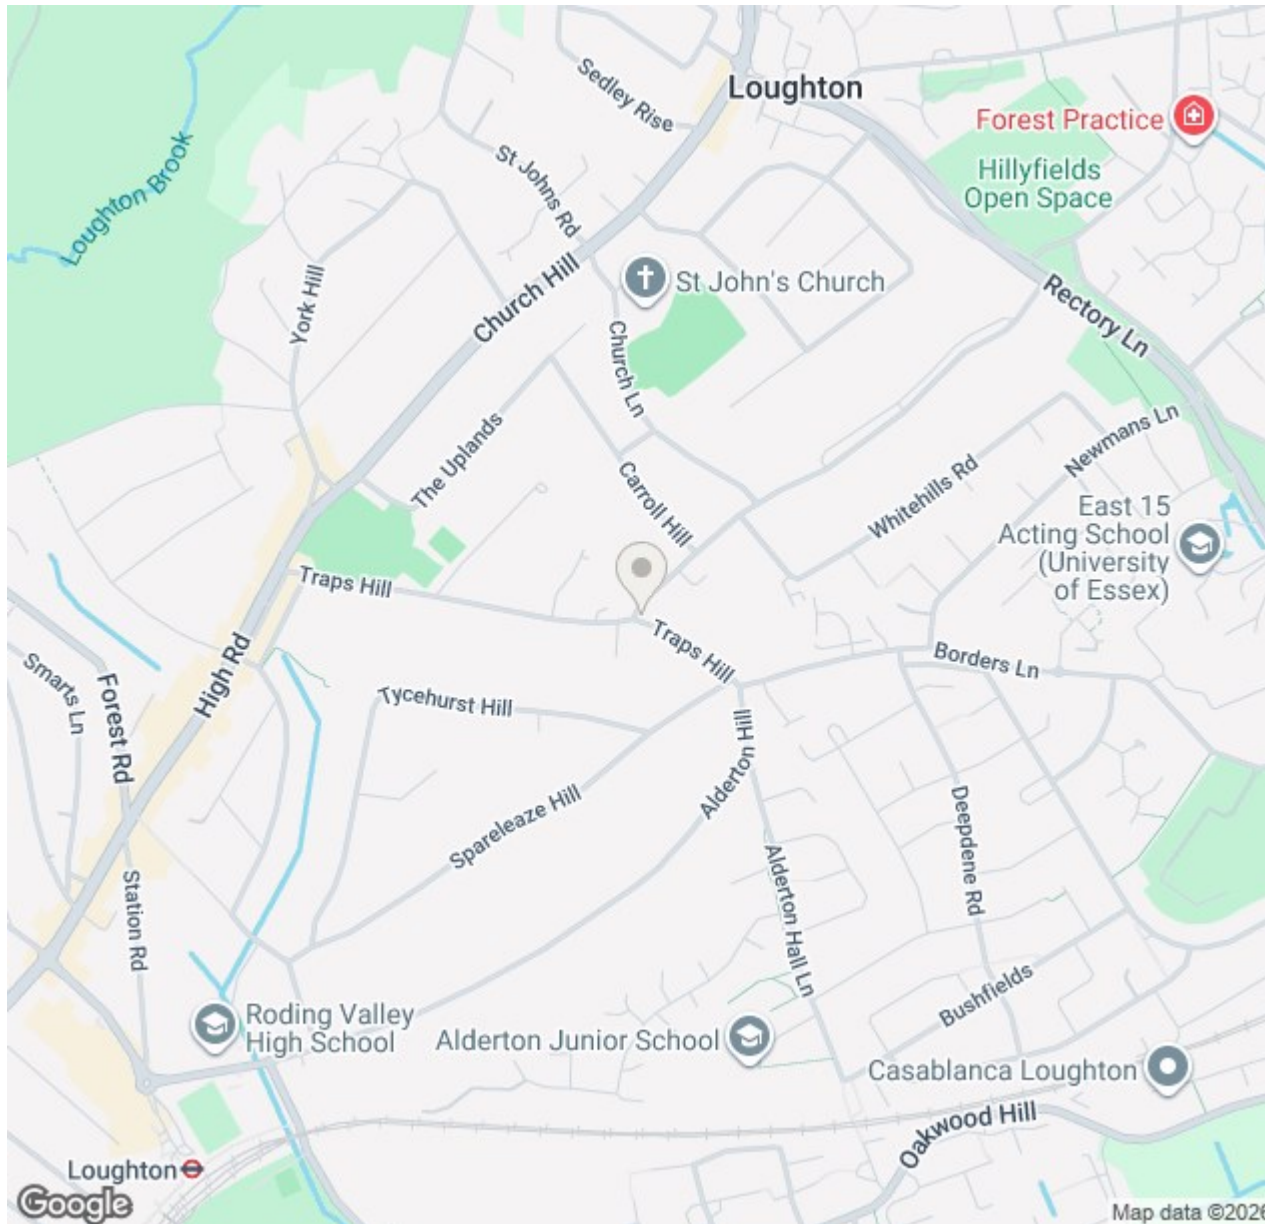 Loughton
Sedley Rise
Forest Practice
Loughton Brook
St Johns Rd
Hillyfields
Open Space
York Hill
Church Hill
St John's Church
Rectory Ln
Church Ln
The Uplands
Carroll Hill
Whitehills Rd
Newmans Ln
East 15
Acting School
(University
of Essex)
Traps Hill
Traps Hill
Borders Ln
High Rd
Smarts Ln
Forest Rd
Tycehurst Hill
Alderton Hill
Spareleaze Hill
Deepdene Rd
Alderton Hall Ln
Station Rd
Bushfields
Roding Valley
High School
Alderton Junior School
Casablanca Loughton
Oakwood Hill
Loughton
Google
Map data ©2026